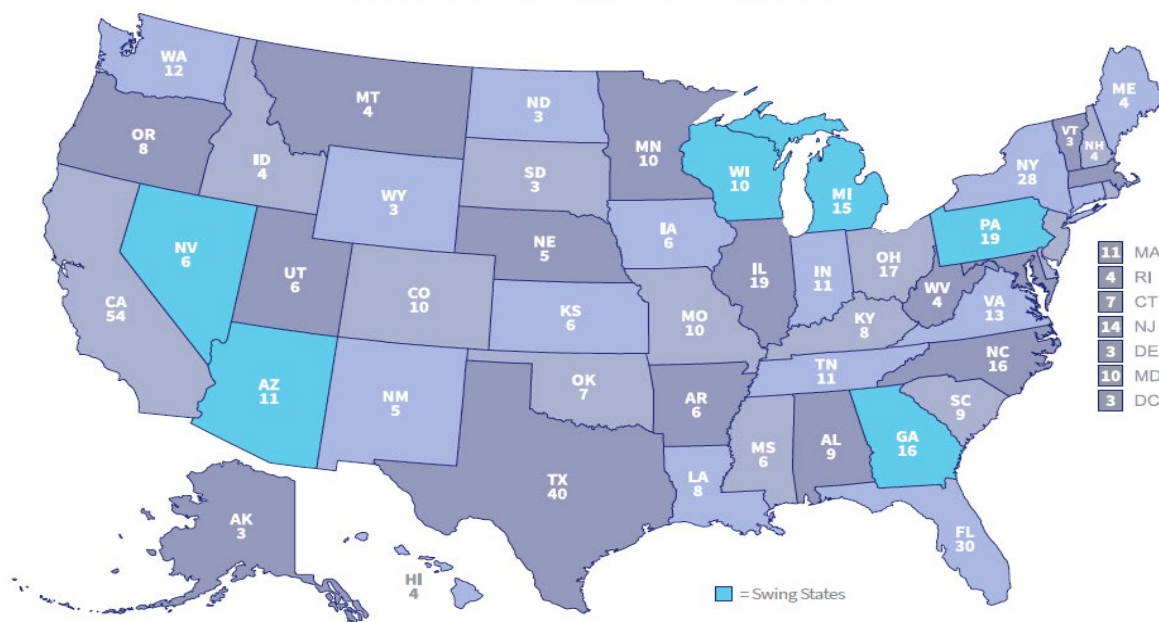 WA
12
OR
8
CA
54
NV
6
ID
4
MT
4
WY
3
UT
6
AZ
11
CO
10
NM
5
ND
3
SD
3
NE
5
KS
6
OK
7
TX
40
MN
10
IA
6
MO
10
AR
6
LA
8
WI
10
IL
19
MI
15
IN
11
OH
17
KY
8
TN
11
MS
6
AL
9
GA
16
FL
30
SC
9
NC
16
VA
13
WV
4
PA
19
NY
28
VT
3
NH
4
ME
4
11 MA
4 RI
7 CT
14 NJ
3 DE
10 MD
3 DC
AK
3
HI
4
= Swing States